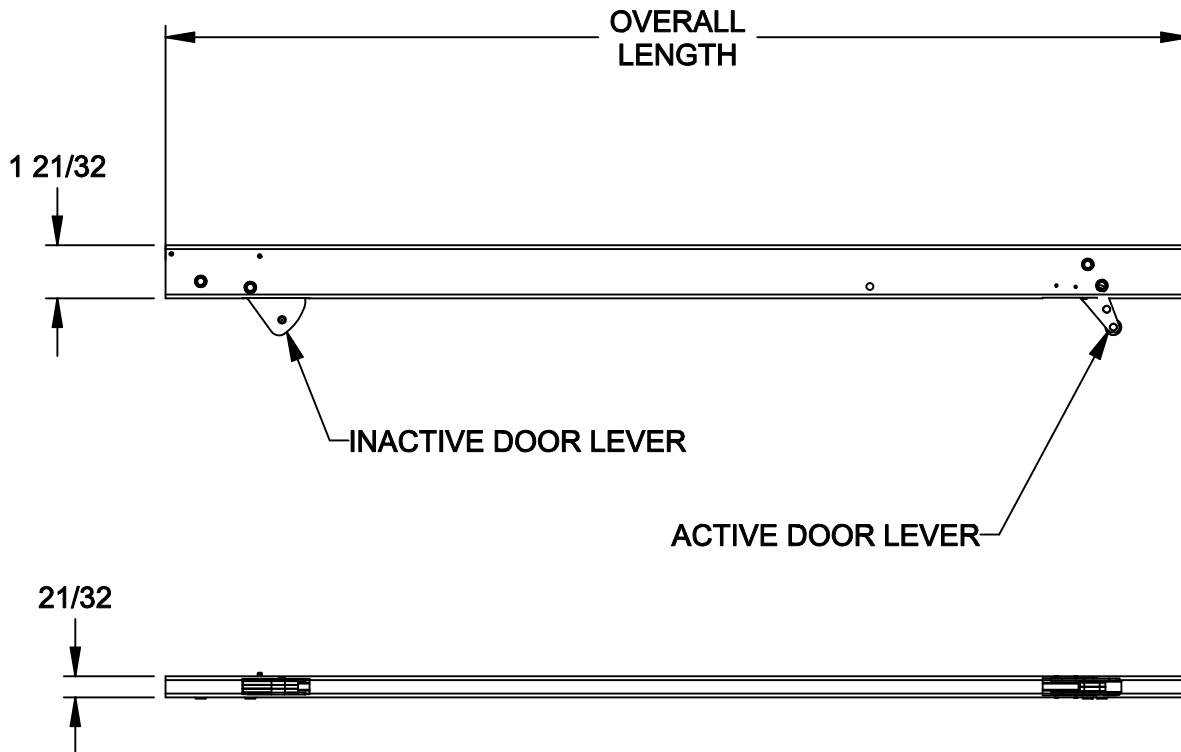 OVERALL
LENGTH
1 21/32
INACTIVE DOOR LEVER
ACTIVE DOOR LEVER
21/32